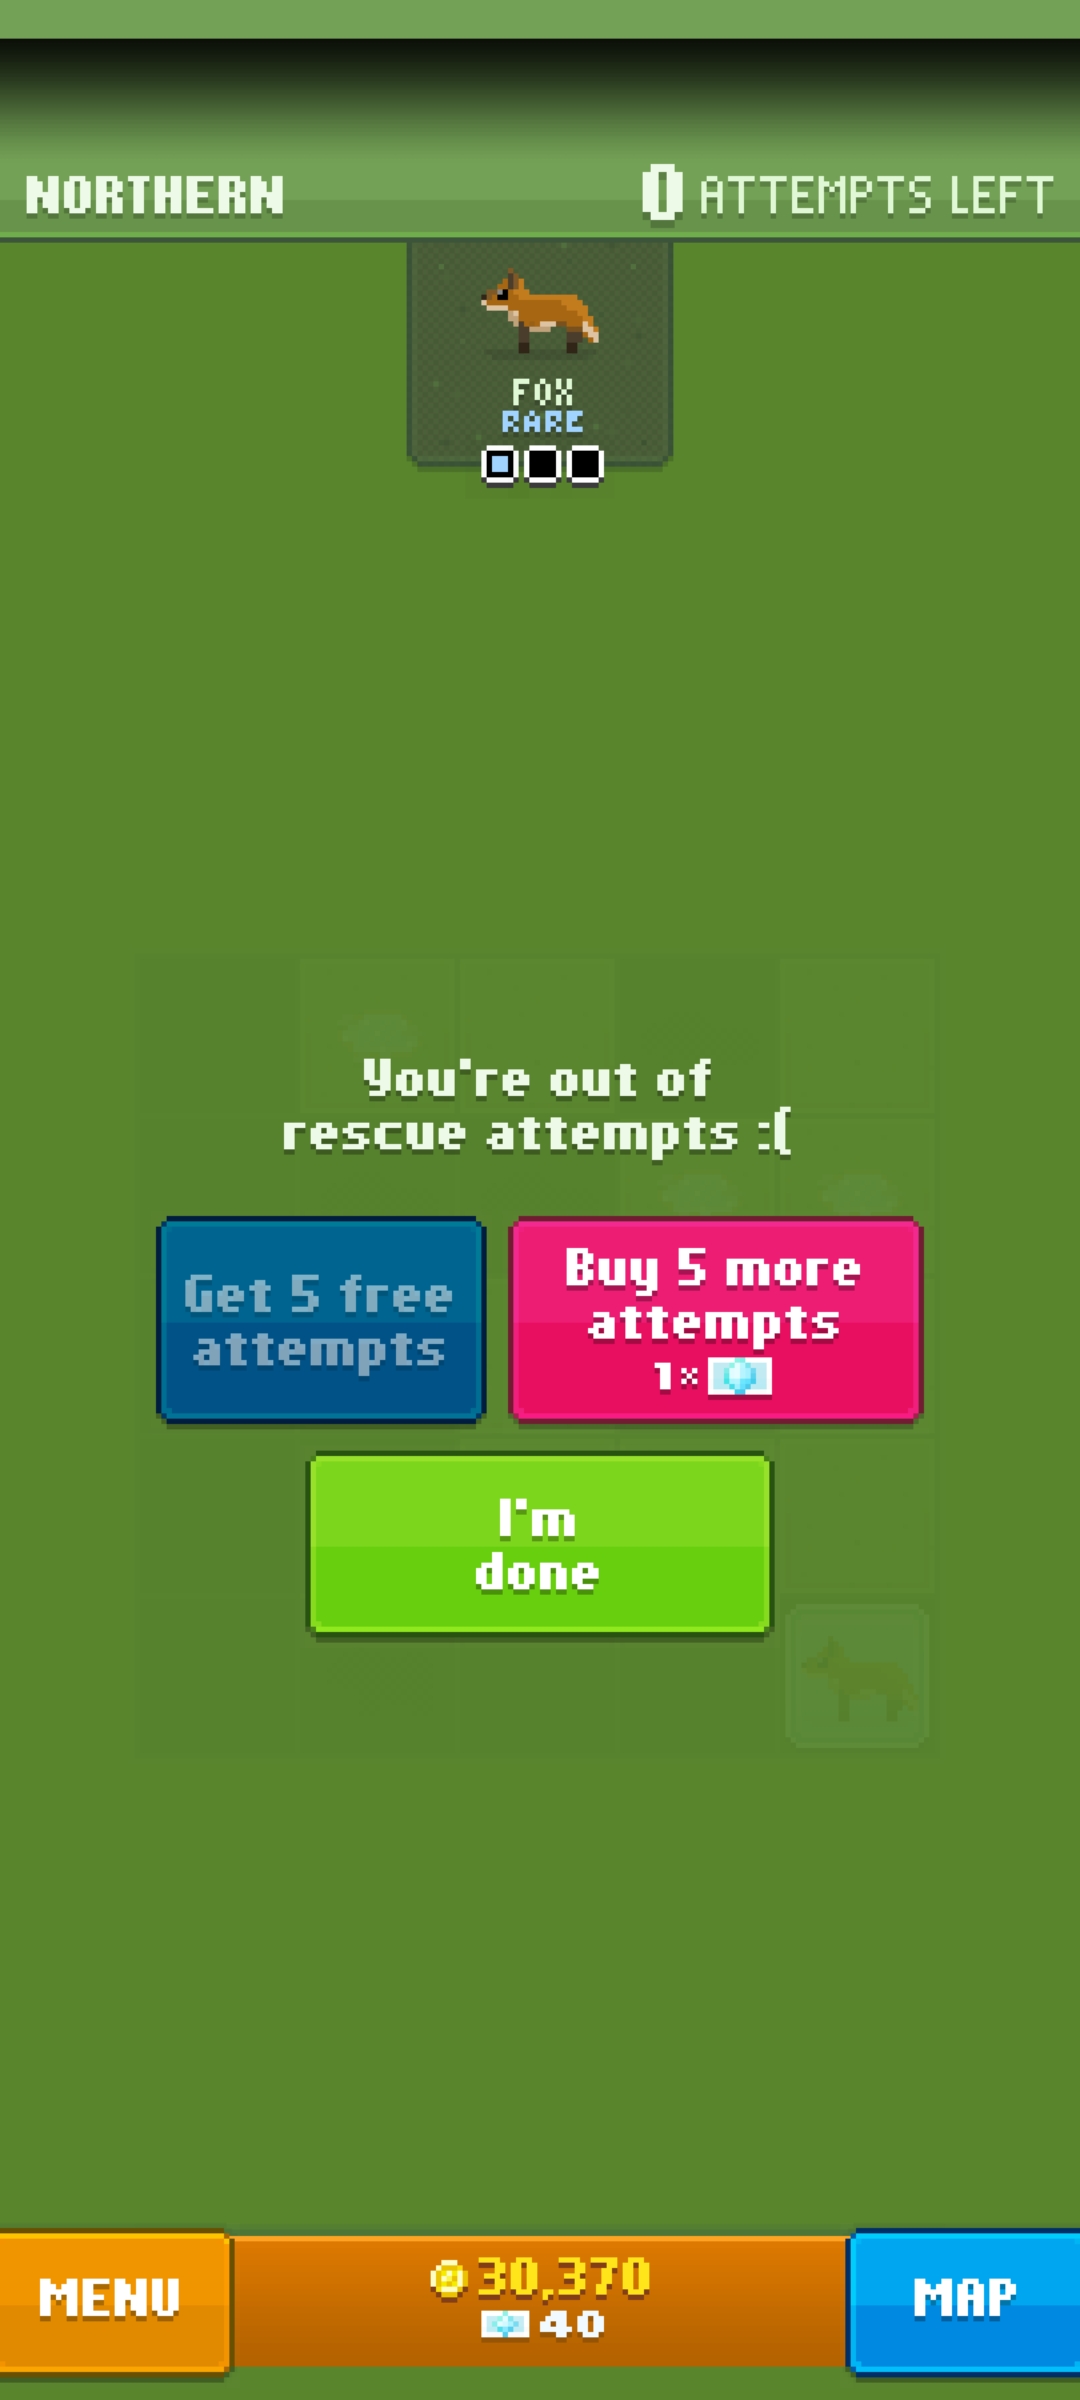 NORTHERN
0 ATTEMPTS LEFT
FOX
RARE
You're out of
rescue attempts :(
Get 5 free
attempts
Buy 5 more
attempts
1×
I'm
done
MENU
30,370
40
MAP